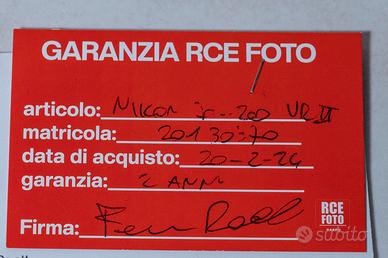 GARANZIA RCE FOTO
articolo: NIKON 70-200 VR II
matricola: 20130570
data di acquisto: 20-2-24
garanzia: 2 ANNI
Firma:
RCE
FOTO
subito